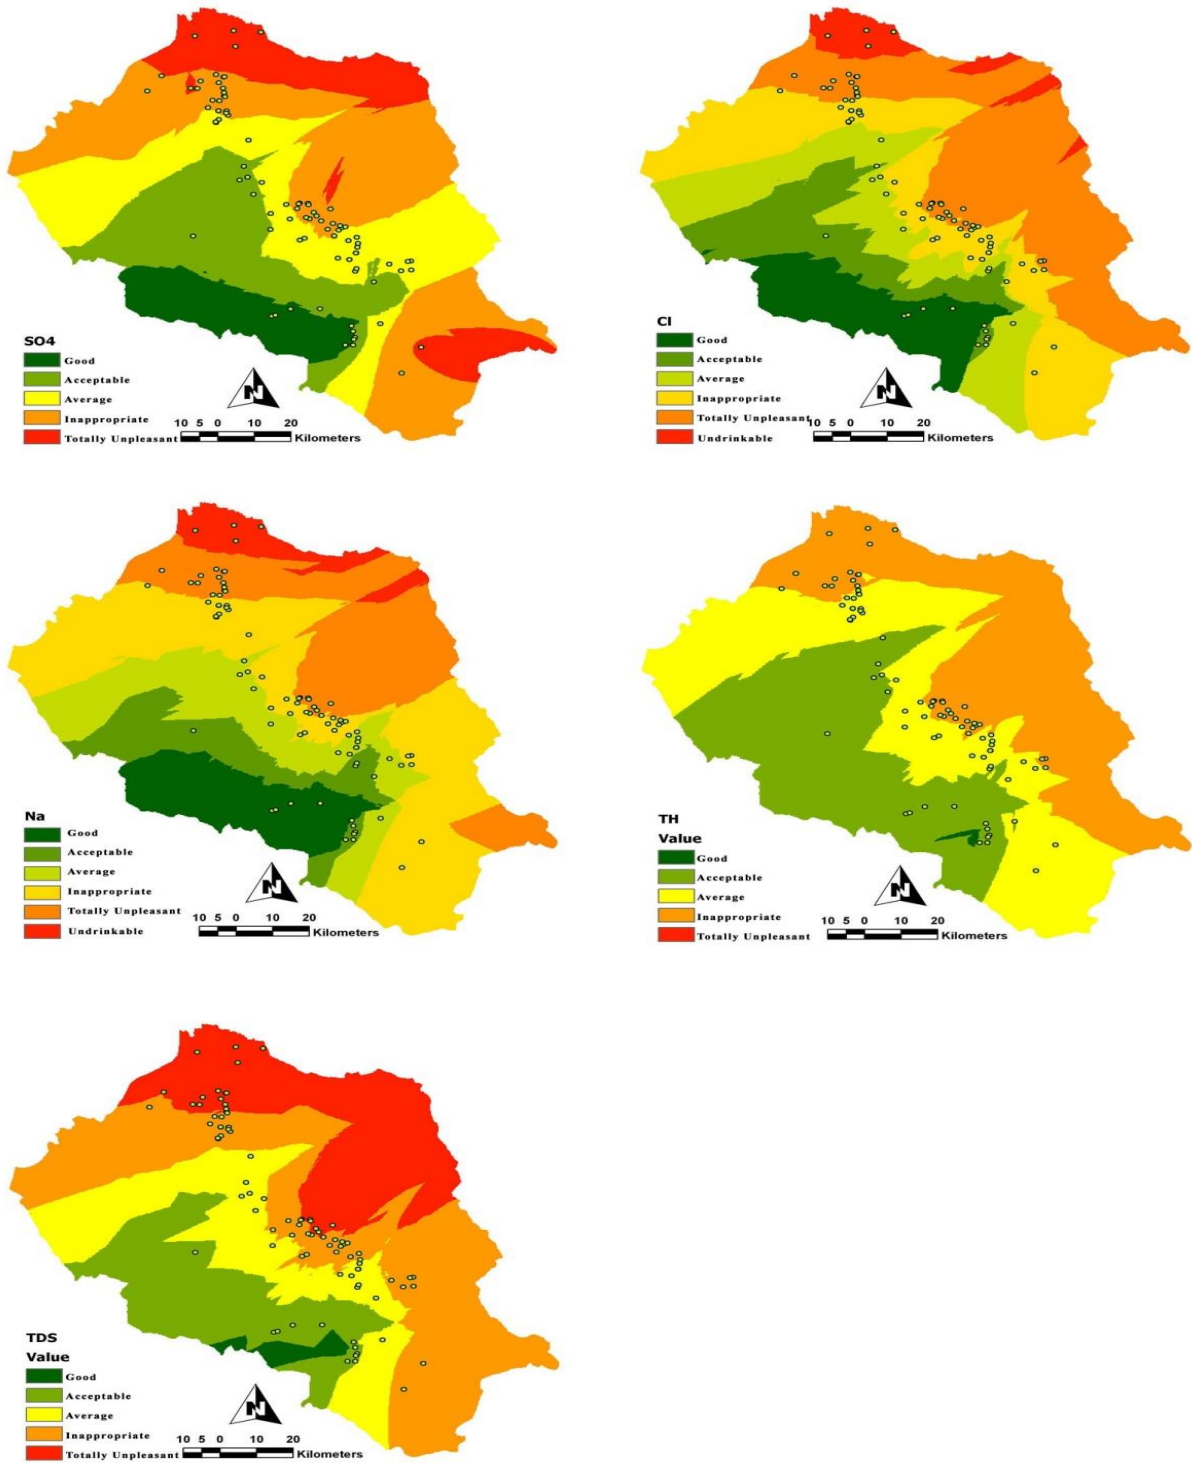 SO4
Good
Acceptable
Average
Inappropriate
Totally Unpleasant
N
10 5 0 10 20
Kilometers
Cl
Good
Acceptable
Average
Inappropriate
Totally Unpleasant
Undrinkable
N
10 5 0 10 20
Kilometers
Na
Good
Acceptable
Average
Inappropriate
Totally Unpleasant
Undrinkable
N
10 5 0 10 20
Kilometers
TH
Value
Good
Acceptable
Average
Inappropriate
Totally Unpleasant
N
10 5 0 10 20
Kilometers
TDS
Value
Good
Acceptable
Average
Inappropriate
Totally Unpleasant
N
10 5 0 10 20
Kilometers